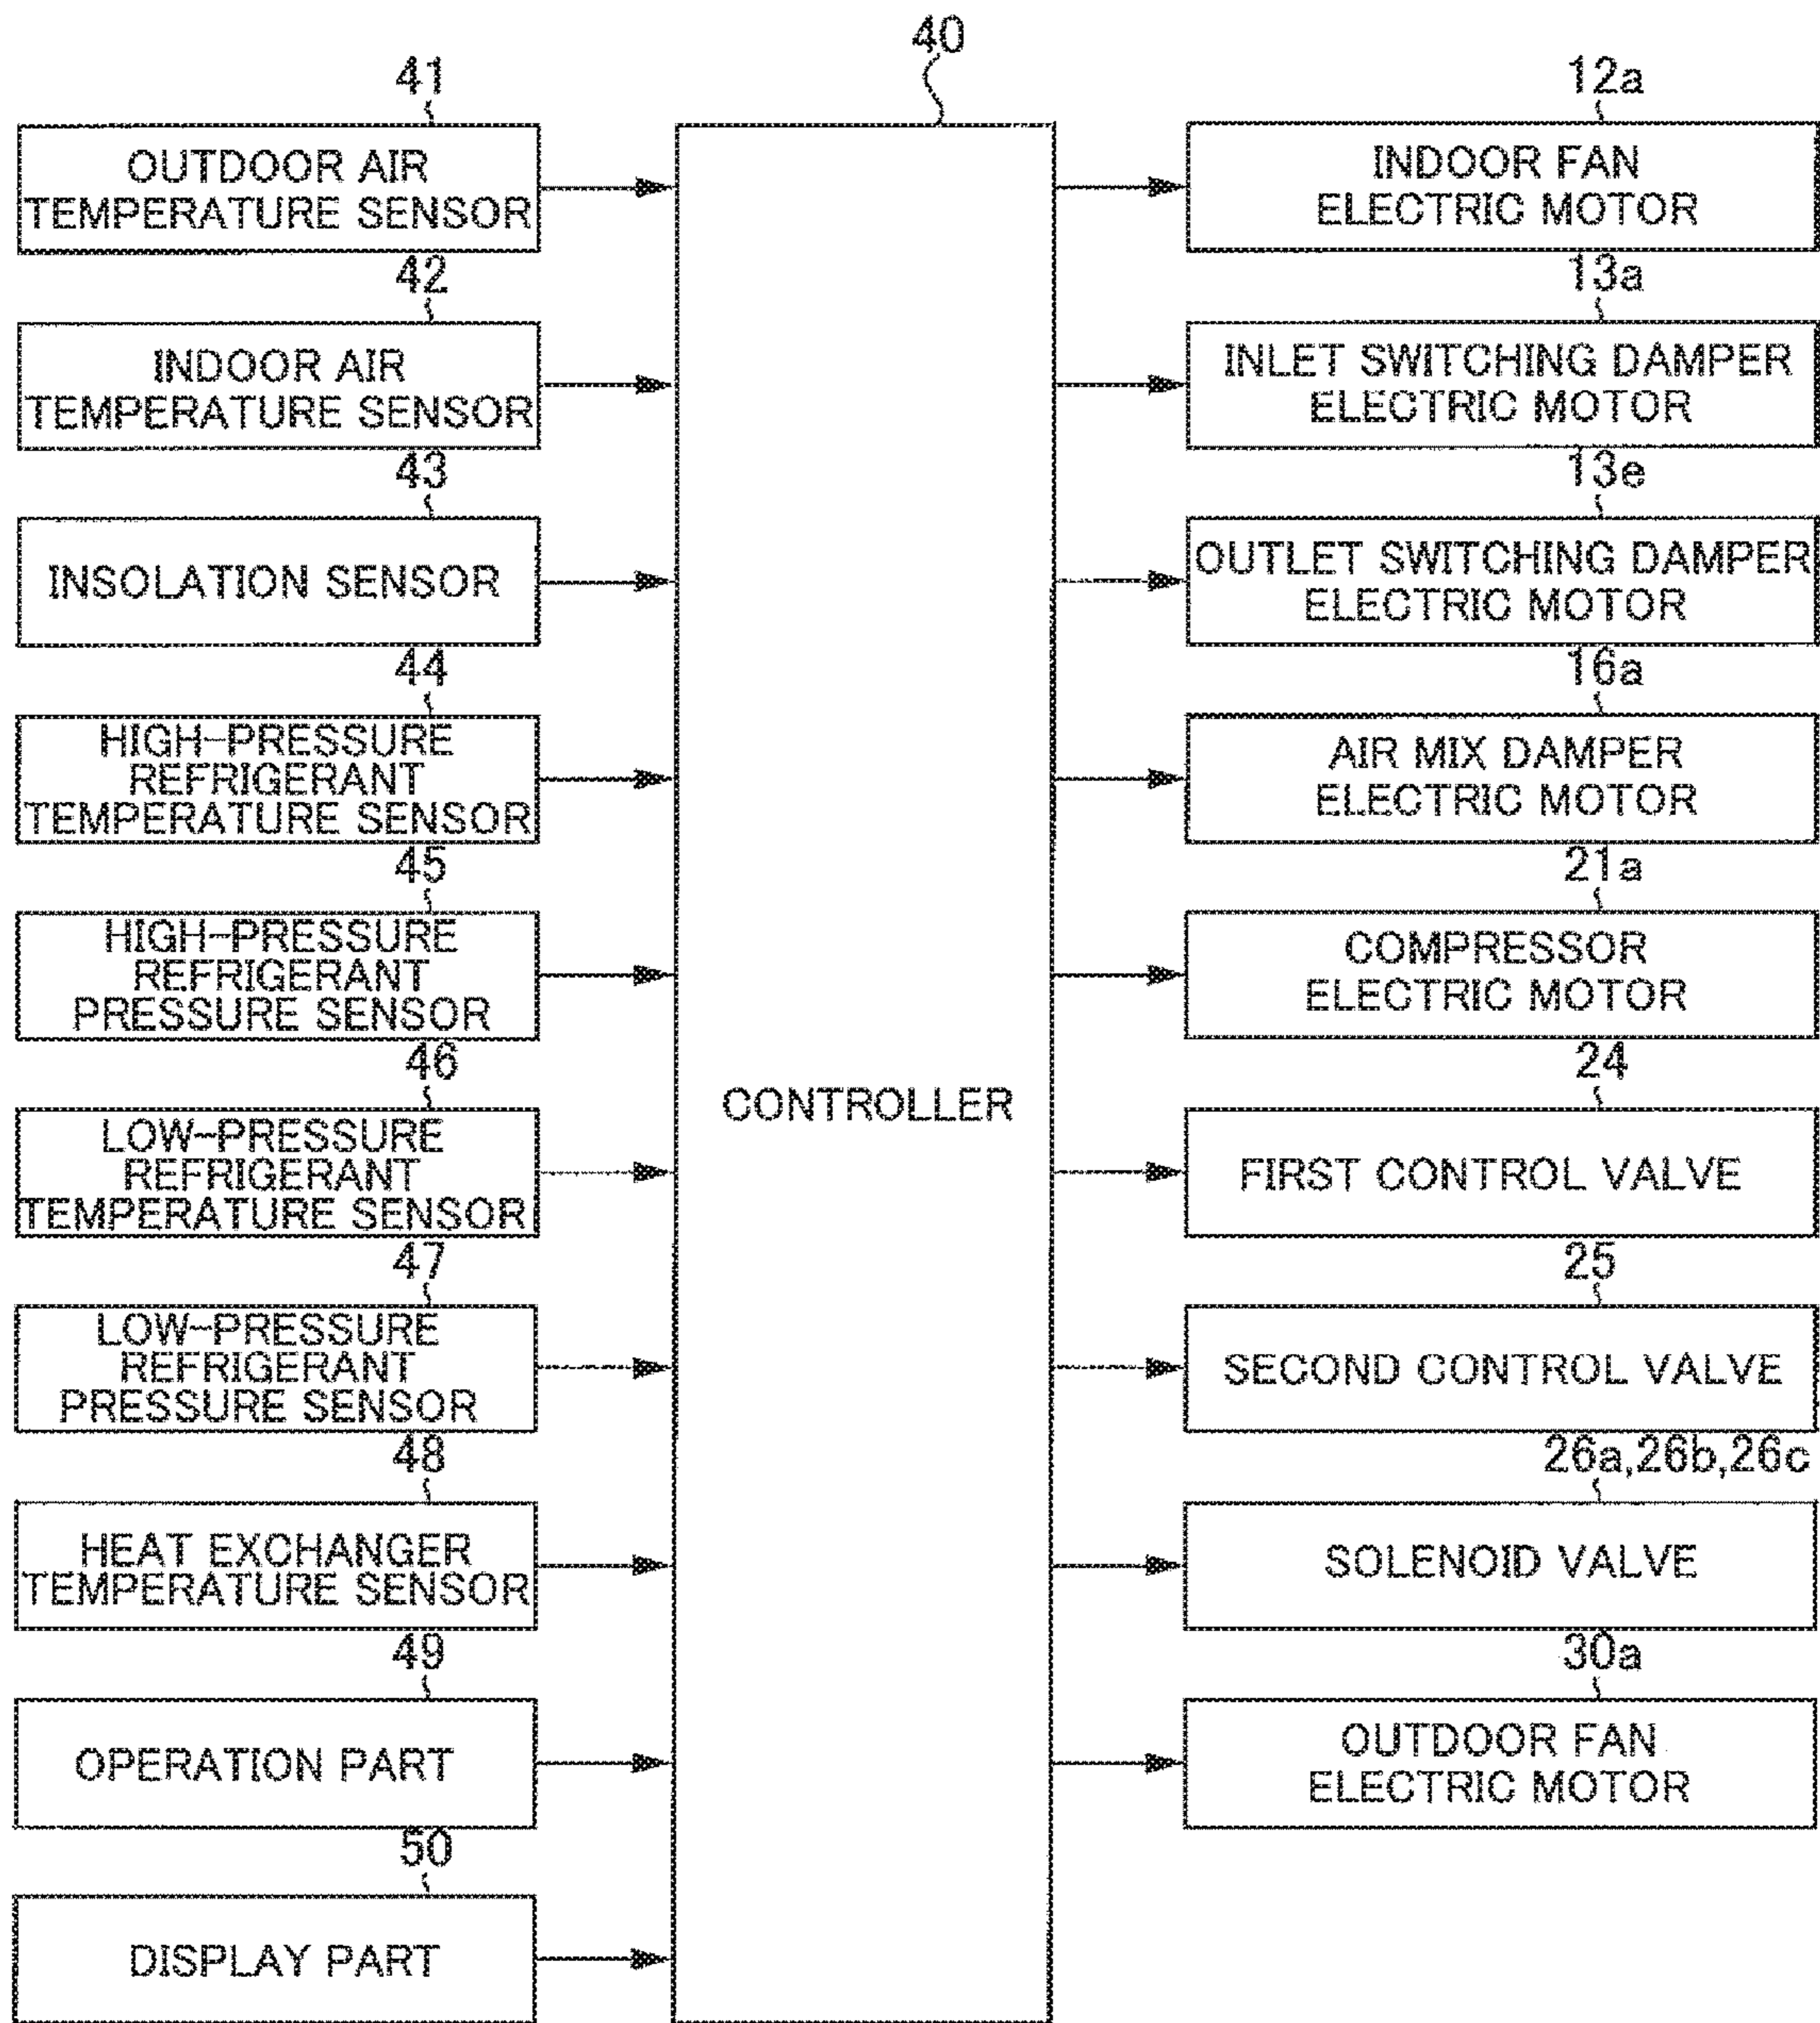 40
41
OUTDOOR AIR
TEMPERATURE SENSOR
42
INDOOR AIR
TEMPERATURE SENSOR
43
INSOLATION SENSOR
44
HIGH-PRESSURE
REFRIGERANT
TEMPERATURE SENSOR
45
HIGH-PRESSURE
REFRIGERANT
PRESSURE SENSOR
46
LOW-PRESSURE
REFRIGERANT
TEMPERATURE SENSOR
47
LOW-PRESSURE
REFRIGERANT
PRESSURE SENSOR
48
HEAT EXCHANGER
TEMPERATURE SENSOR
49
OPERATION PART
50
DISPLAY PART
CONTROLLER
12a
INDOOR FAN
ELECTRIC MOTOR
13a
INLET SWITCHING DAMPER
ELECTRIC MOTOR
13e
OUTLET SWITCHING DAMPER
ELECTRIC MOTOR
16a
AIR MIX DAMPER
ELECTRIC MOTOR
21a
COMPRESSOR
ELECTRIC MOTOR
24
FIRST CONTROL VALVE
25
SECOND CONTROL VALVE
26a,26b,26c
SOLENOID VALVE
30a
OUTDOOR FAN
ELECTRIC MOTOR